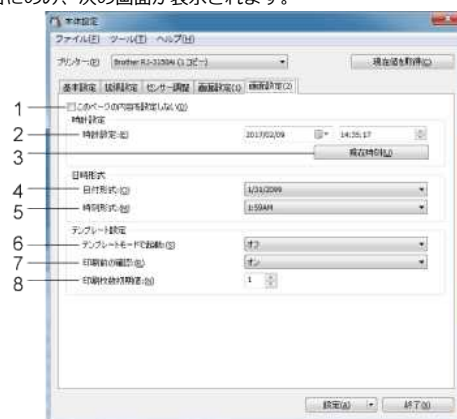 にのみ、次の画面が表示されます。
本体設定
ファイル(F) ツール(T) ヘルプ(H)
プリンター(P): Brother RJ-3150Ai (1 コピー) 現在値を取得(C)
基本設定 拡張設定 センサー調整 画面設定(1) 画面設定(2)
1 このページの内容を設定しない(D)
時計設定
2 時計設定:(E) 2017/02/09 14:35:17
3 現在時刻(U)
日時形式
4 日付形式:(Q) 1/31/2099
5 時刻形式:(M) 1:59AM
テンプレート設定
6 テンプレートモードで起動:(S) オフ
7 印刷前の確認:(R) オン
8 印刷枚数初期値:(N) 1
設定(A) 終了(X)